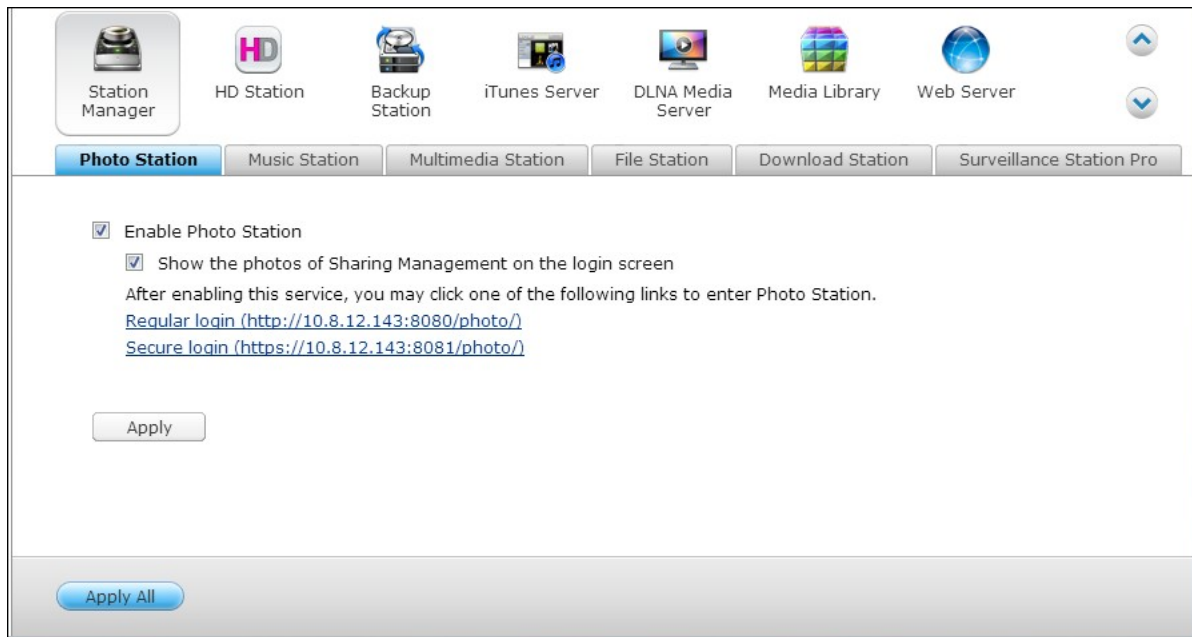 Station Manager
HD
HD Station
Backup Station
iTunes Server
DLNA Media Server
Media Library
Web Server
Photo Station
Music Station
Multimedia Station
File Station
Download Station
Surveillance Station Pro
Enable Photo Station
Show the photos of Sharing Management on the login screen
After enabling this service, you may click one of the following links to enter Photo Station.
Regular login (http://10.8.12.143:8080/photo/)
Secure login (https://10.8.12.143:8081/photo/)
Apply
Apply All